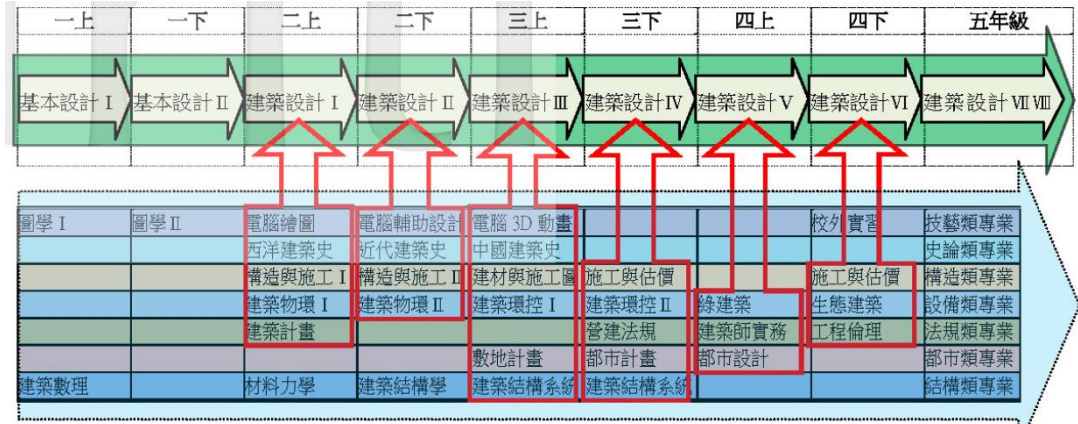 一上 一下 二上 二下 三上 三下 四上 四下 五年級
基本設計 I 基本設計 II 建築設計 I 建築設計 II 建築設計 III 建築設計 IV 建築設計 V 建築設計 VI 建築設計 VII VIII
圖學 I 圖學 II 電腦繪圖 電腦輔助設計 電腦 3D 動畫 校外實習 技藝類專業
西洋建築史 近代建築史 中國建築史 史論類專業
構造與施工 I 構造與施工 II 建材與施工圖 施工與估價 施工與估價 構造類專業
建築物環 I 建築物環 II 建築環控 I 建築環控 II 綠建築 生態建築 設備類專業
建築計畫 營建法規 建築師實務 工程倫理 法規類專業
敷地計畫 都市計畫 都市設計 都市類專業
建築數理 材料力學 建築結構學 建築結構系統 建築結構系統 結構類專業